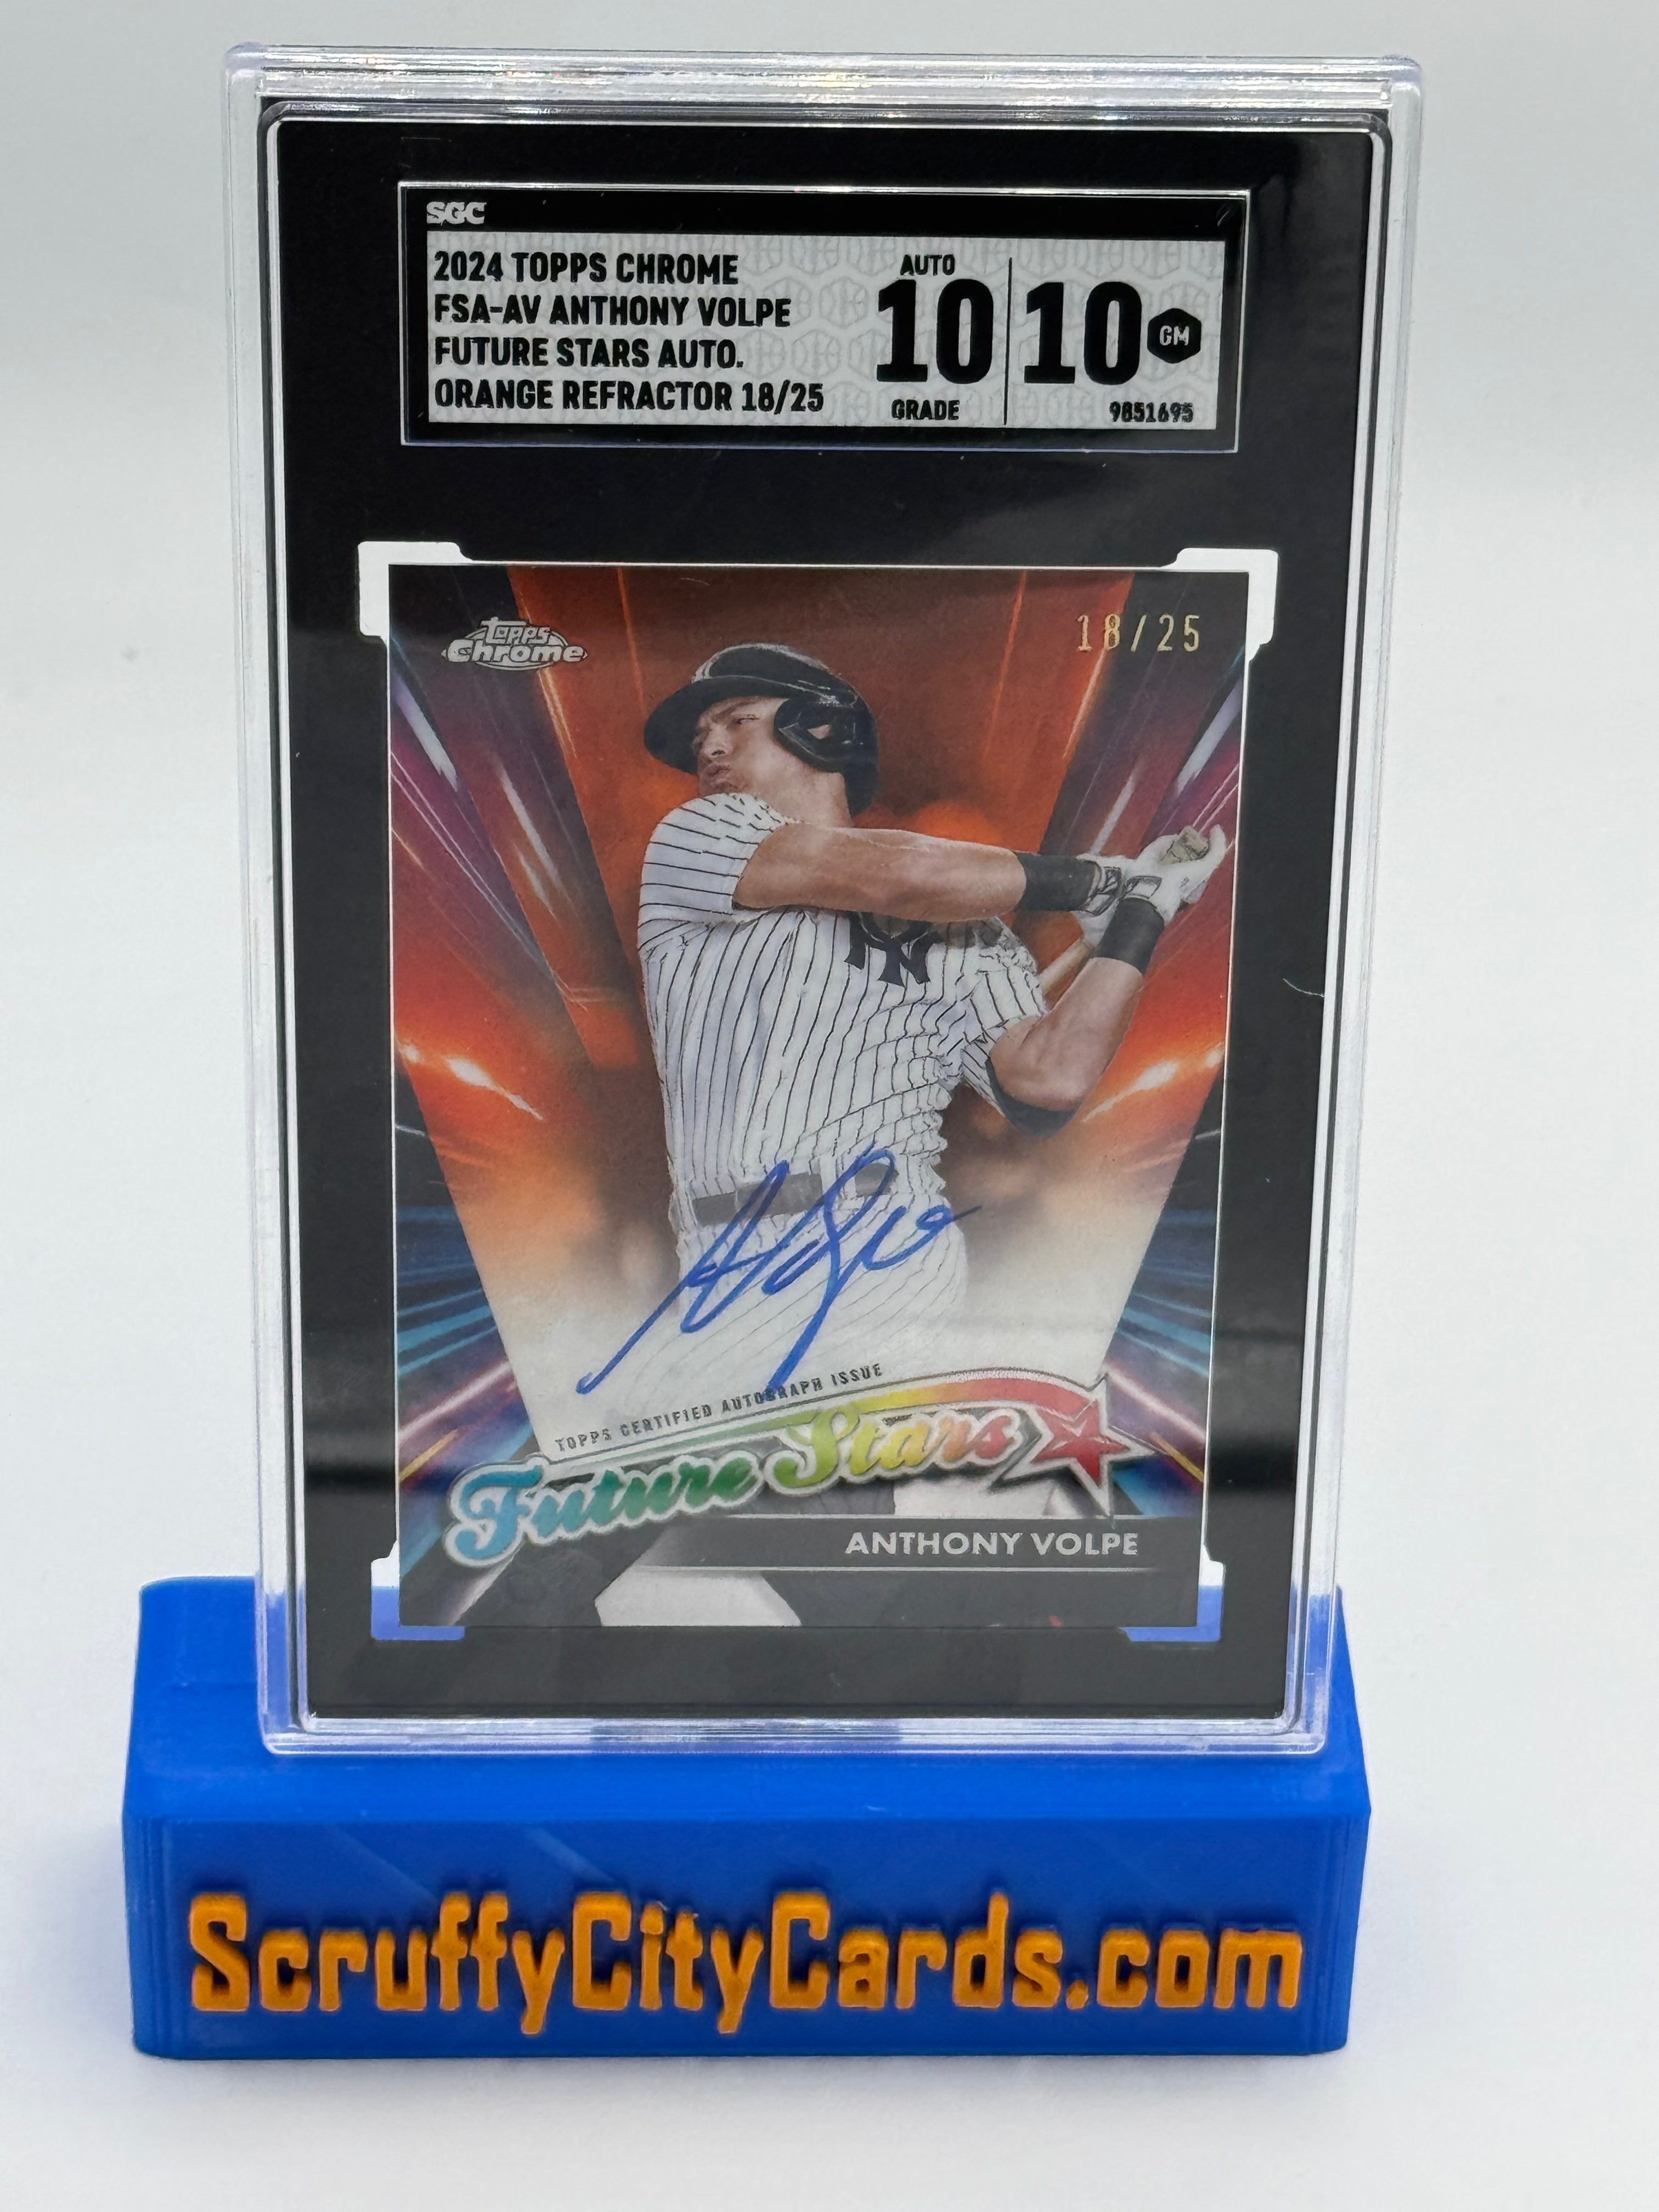 SGC
2024 TOPPS CHROME
FSA-AV ANTHONY VOLPE
FUTURE STARS AUTO.
ORANGE REFRACTOR 18/25
AUTO
10
GRADE
10 GM
9851695
Topps
Chrome
18/25
NY
TOPPS CERTIFIED AUTOGRAPH ISSUE
Future Stars
ANTHONY VOLPE
ScruffyCityCards.com